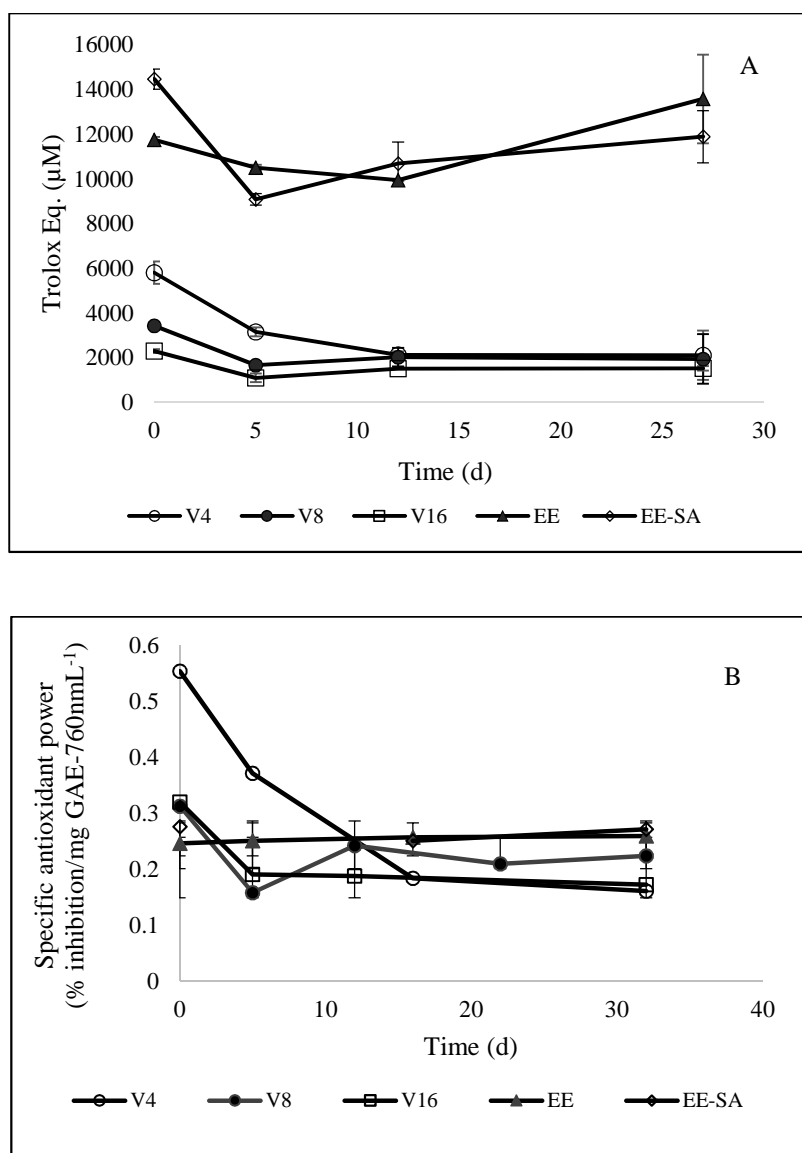 A
16000
14000
12000
10000
8000
6000
4000
2000
0
Trolox Eq. (µM)
0 5 10 15 20 25 30
Time (d)
V4 V8 V16 EE EE-SA
B
0.6
0.5
0.4
0.3
0.2
0.1
0
Specific antioxidant power
(% inhibition/mg GAE-760nmL⁻¹)
0 10 20 30 40
Time (d)
V4 V8 V16 EE EE-SA